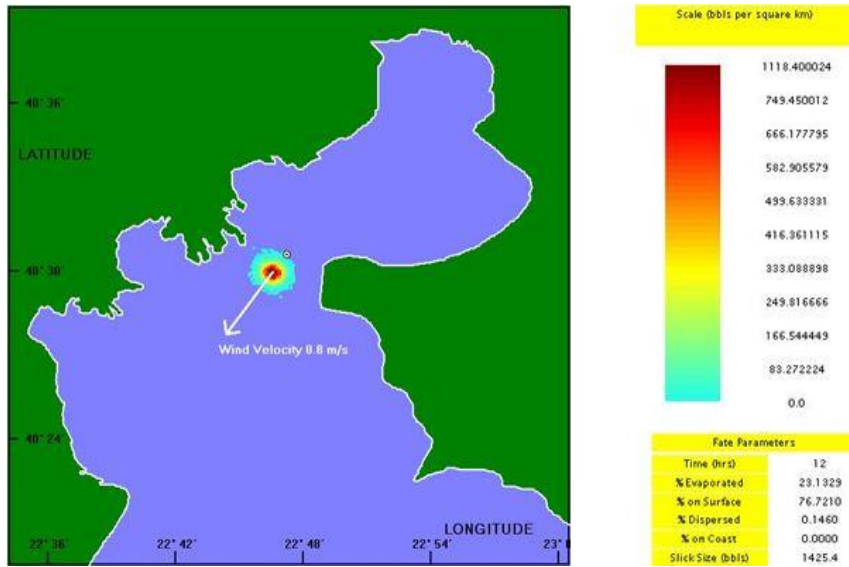 Scale (bbls per square km)
1118.400024
749.450012
666.177795
582.905579
499.633331
416.361115
333.088898
249.816666
166.544449
83.272224
0.0
40° 36'
LATITUDE
40° 30'
Wind Velocity 0.8 m/s
40° 24'
LONGITUDE
22° 36' 22° 42' 22° 48' 22° 54' 23° 0
Fate Parameters
Time (hrs) 12
% Evaporated 23.1329
% on Surface 76.7210
% Dispersed 0.1460
% on Coast 0.0000
Slick Size (bbls) 1425.4